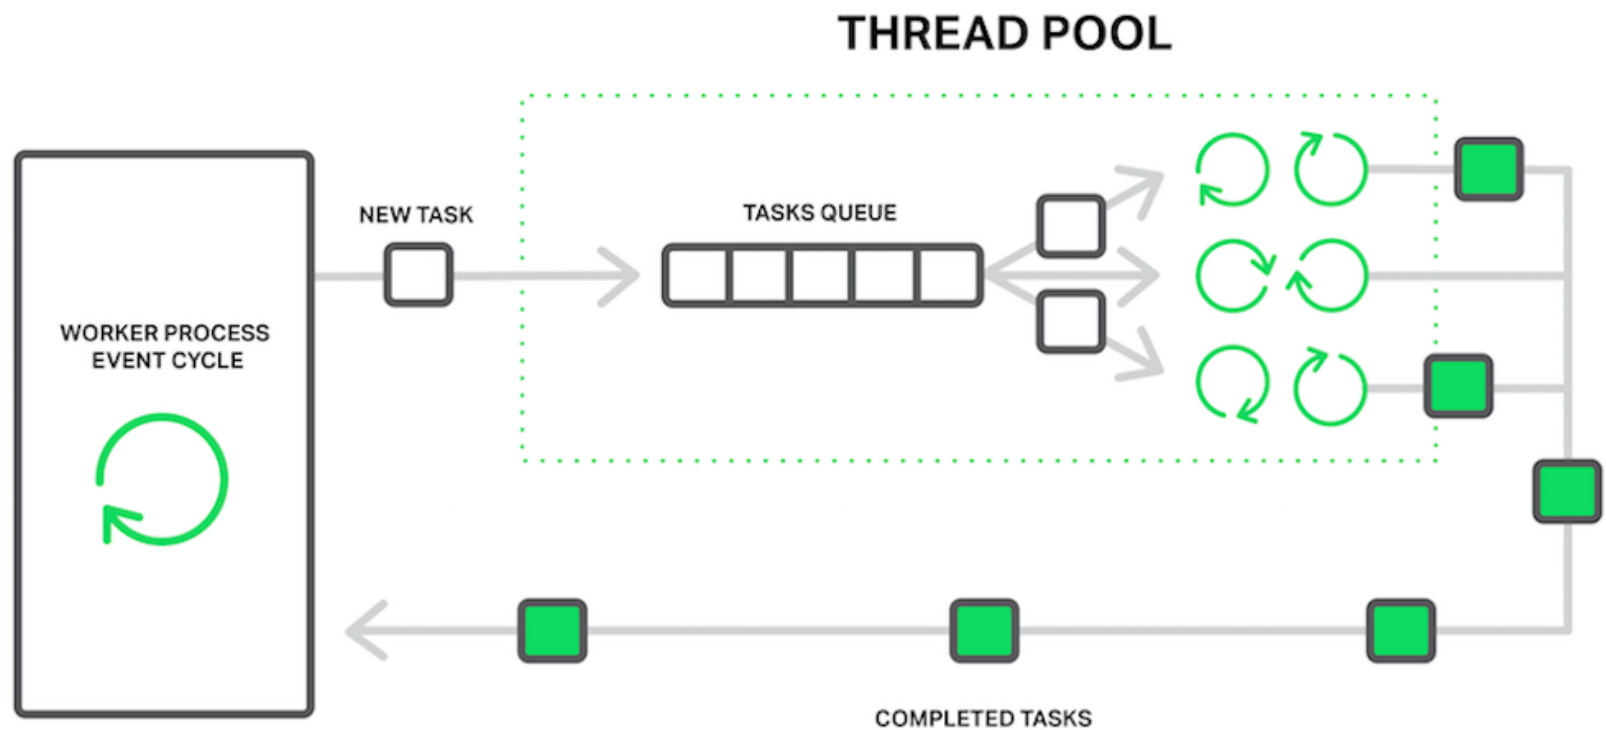 THREAD POOL
NEW TASK
TASKS QUEUE
WORKER PROCESS
EVENT CYCLE
COMPLETED TASKS